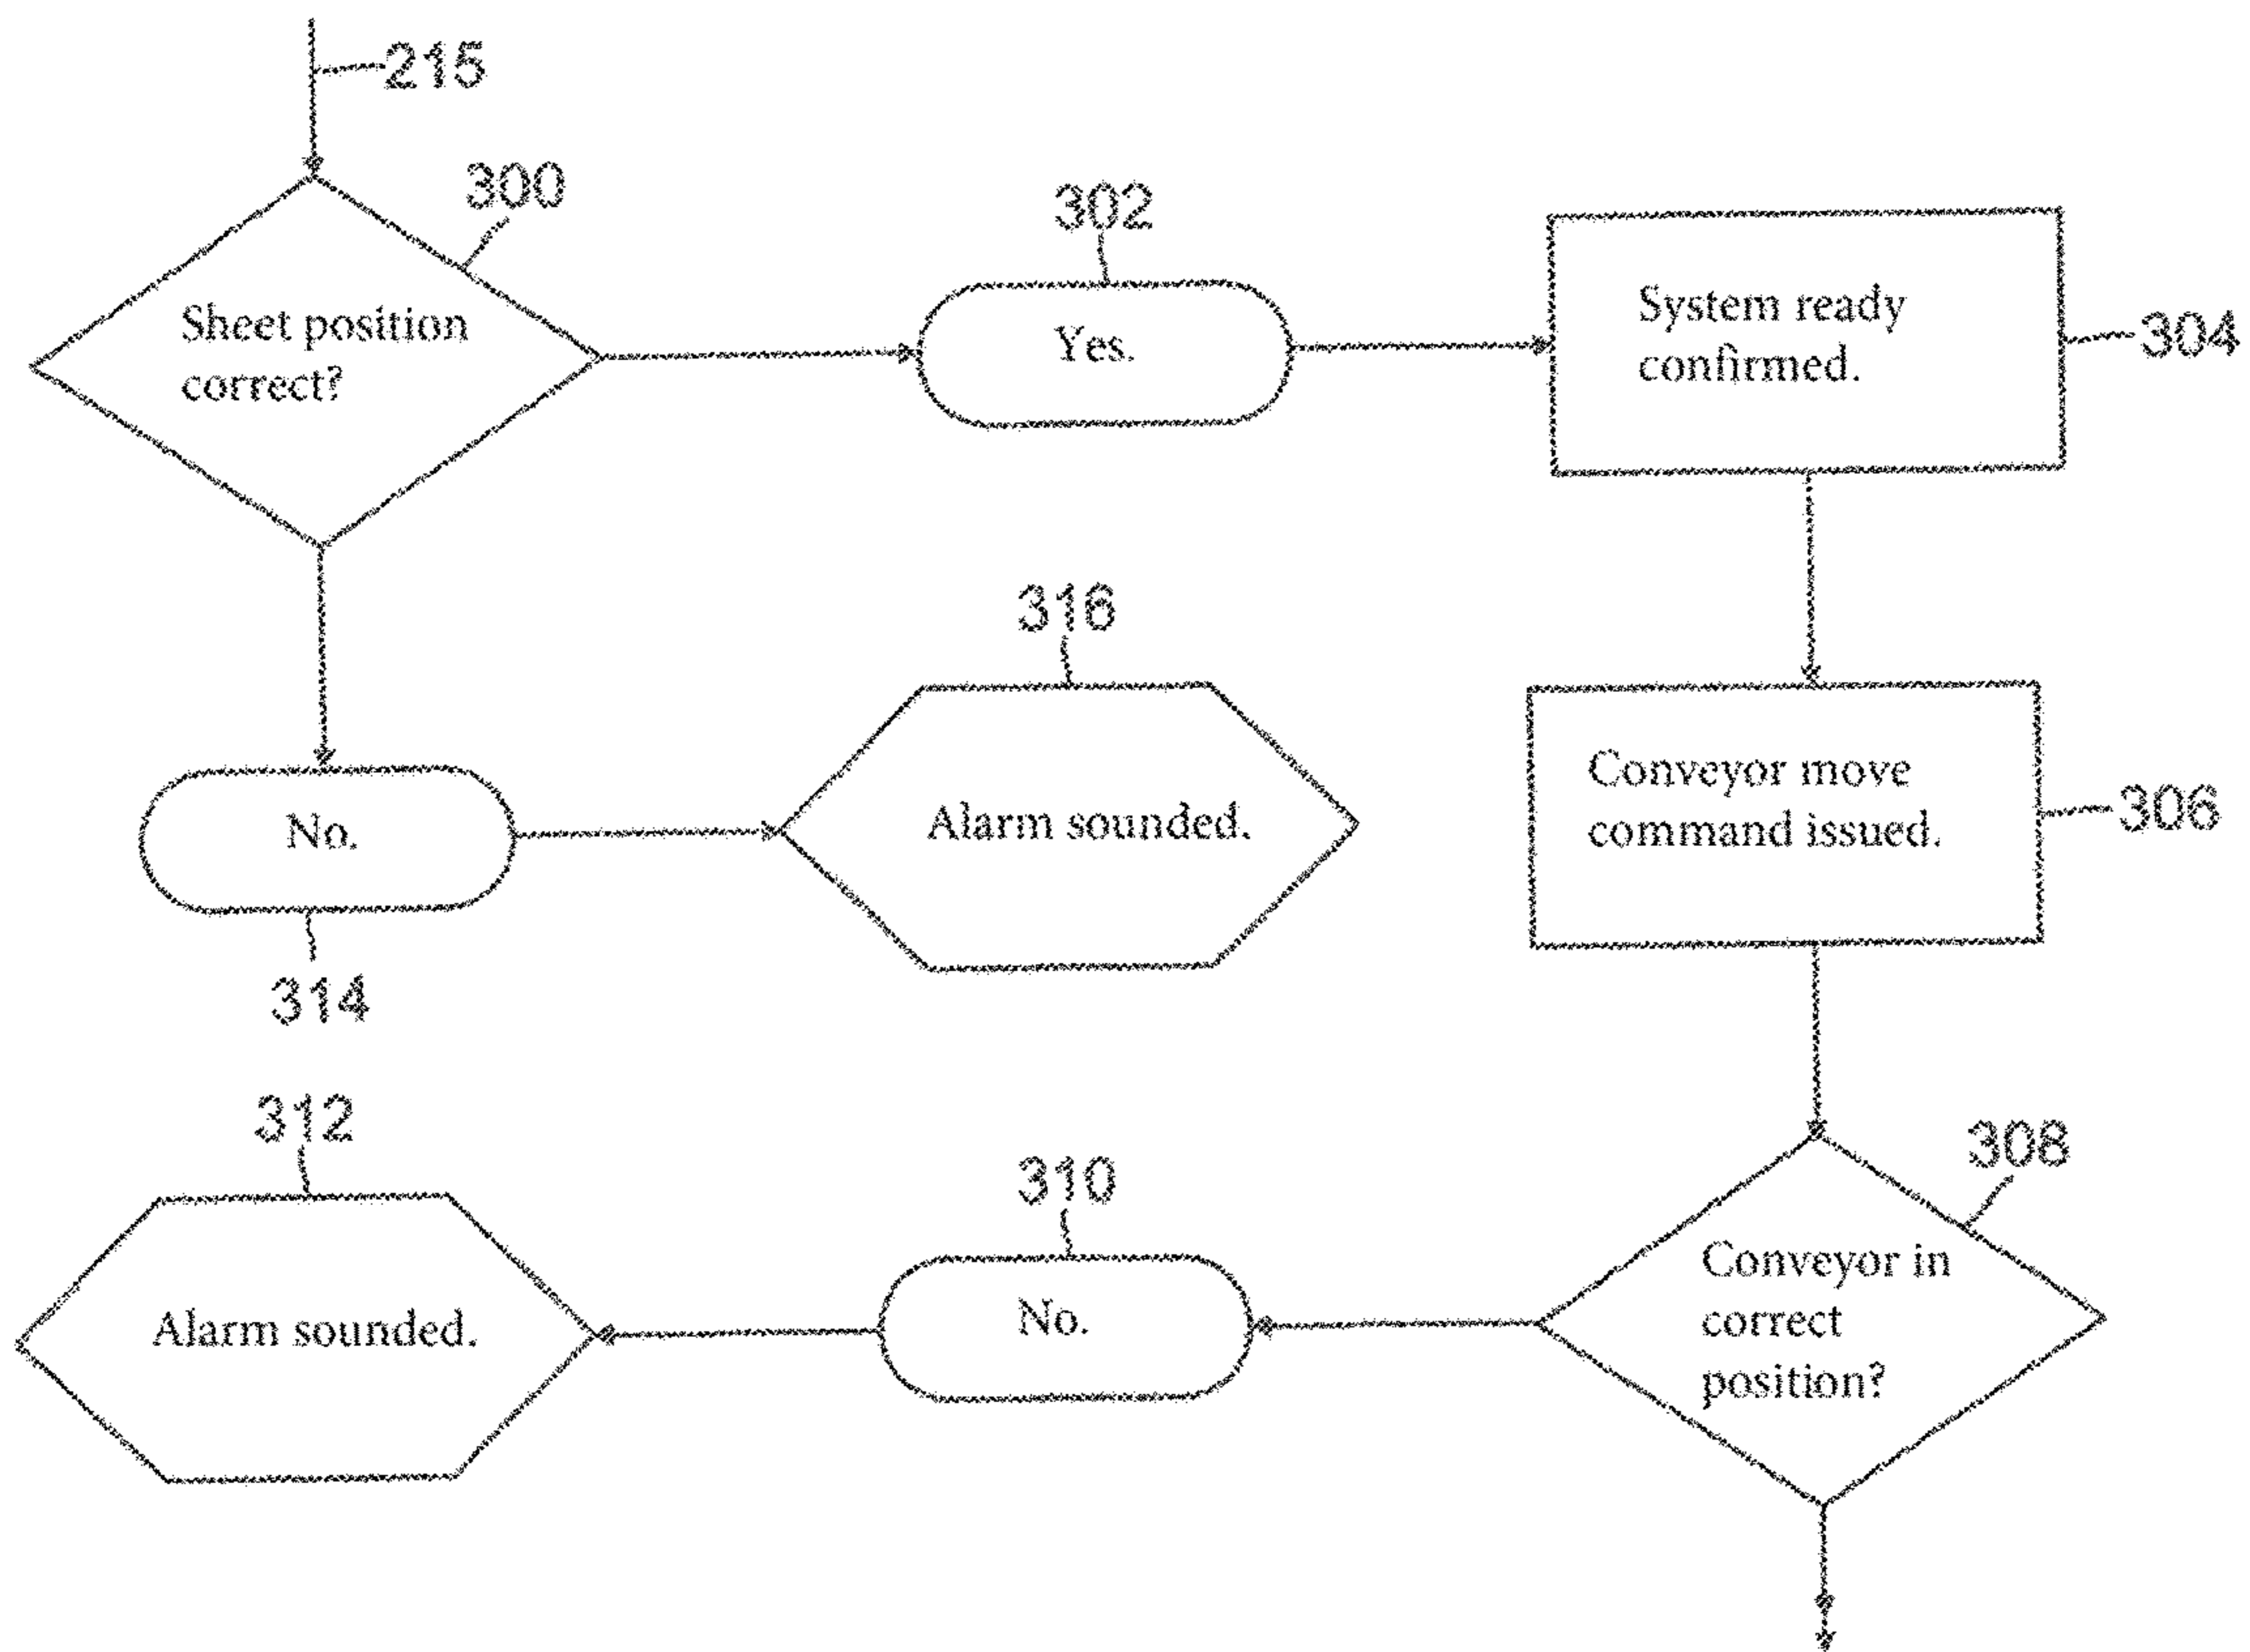 215
300
Sheet position
correct?
302
Yes.
System ready
confirmed.
304
316
Alarm sounded.
No.
314
Conveyor move
command issued.
306
312
Alarm sounded.
310
No.
308
Conveyor in
correct
position?